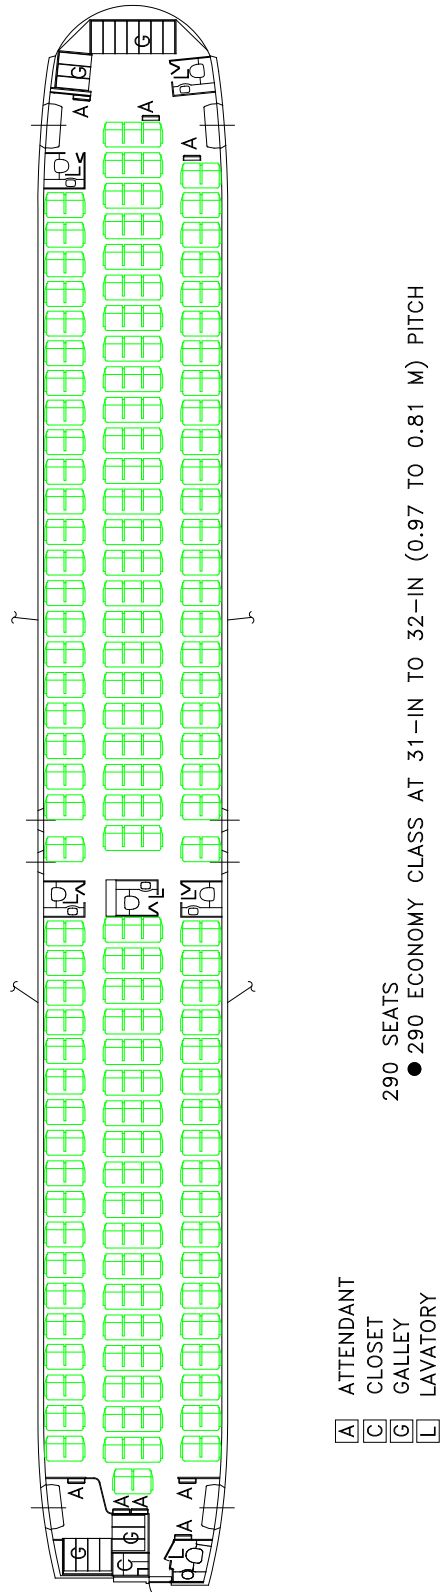 G
G
L
A
A
A
L
L
L
L
A
A
A
A
A
G
G
C
L
290 SEATS
● 290 ECONOMY CLASS AT 31–IN TO 32–IN (0.97 TO 0.81 M) PITCH
A ATTENDANT
C CLOSET
G GALLEY
L LAVATORY